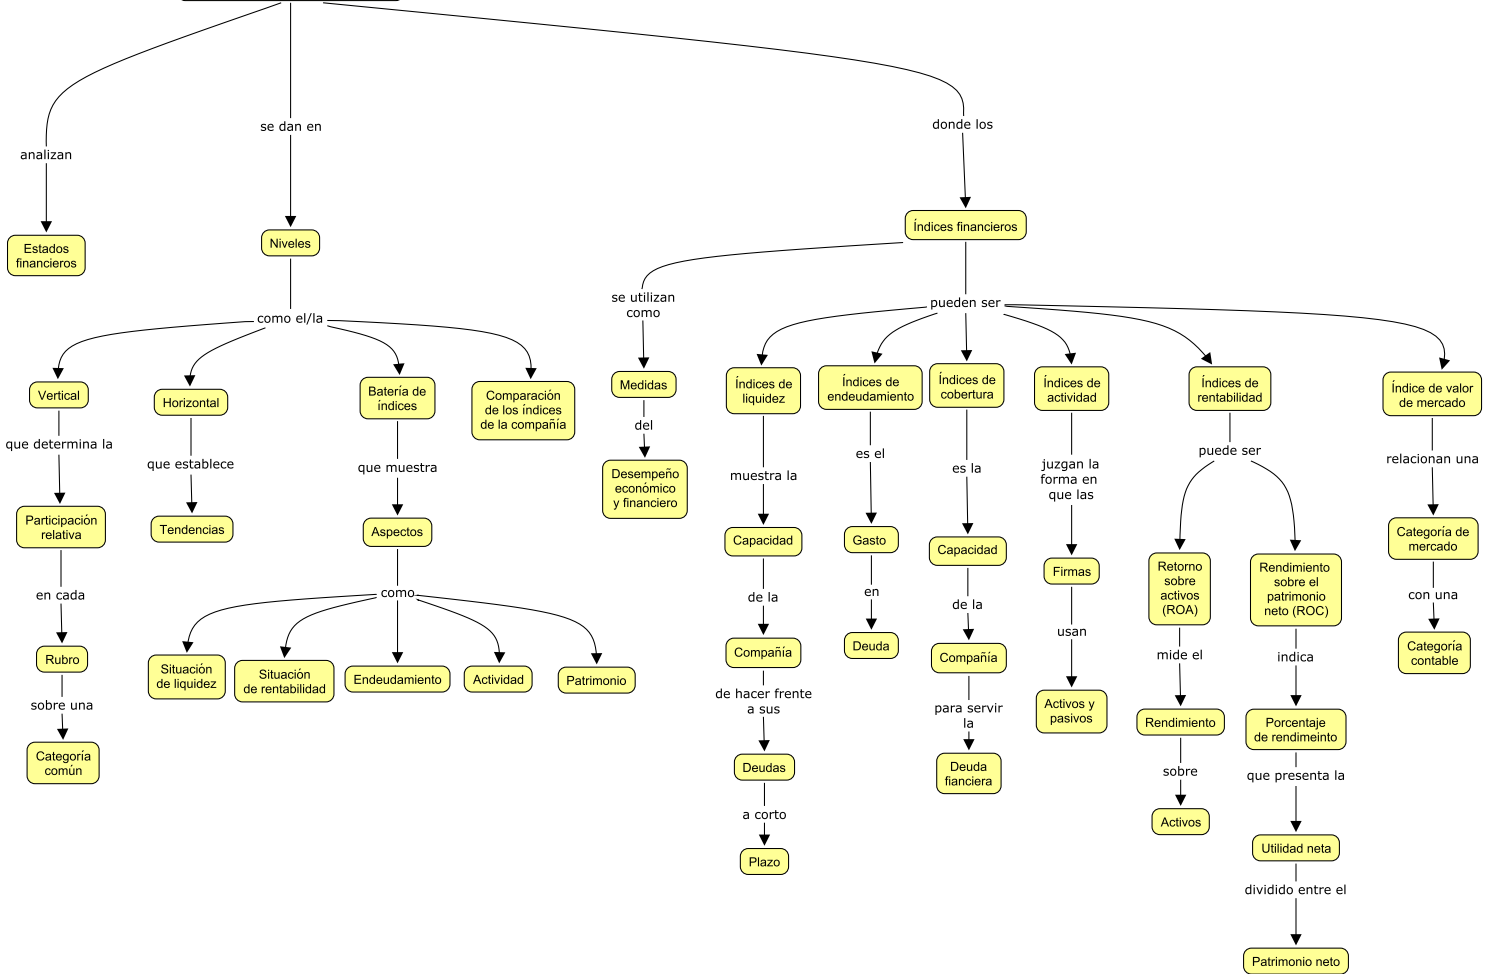 analizan
se dan en
donde los
Estados
financieros
Niveles
Índices financieros
como el/la
se utilizan
como
pueden ser
Vertical
Horizontal
Batería de
índices
Comparación
de los índices
de la compañía
Medidas
Índices de
liquidez
Índices de
endeudamiento
Índices de
cobertura
Índices de
actividad
Índices de
rentabilidad
Índice de valor
de mercado
que determina la
que establece
que muestra
del
muestra la
es el
es la
juzgan la
forma en
que las
puede ser
relacionan una
Participación
relativa
Tendencias
Aspectos
Desempeño
económico
y financiero
Capacidad
Gasto
Capacidad
Firmas
Retorno
sobre
activos
(ROA)
Rendimiento
sobre el
patrimonio
neto (ROC)
Categoría de
mercado
en cada
como
de la
en
de la
usan
mide el
indica
con una
Rubro
Situación
de liquidez
Situación
de rentabilidad
Endeudamiento
Actividad
Patrimonio
Compañía
Deuda
Compañía
Activos y
pasivos
Rendimiento
Porcentaje
de rendimeinto
Categoría
contable
sobre una
de hacer frente
a sus
para servir
la
sobre
que presenta la
Categoría
común
Deudas
Deuda
fianciera
Activos
Utilidad neta
a corto
dividido entre el
Plazo
Patrimonio neto